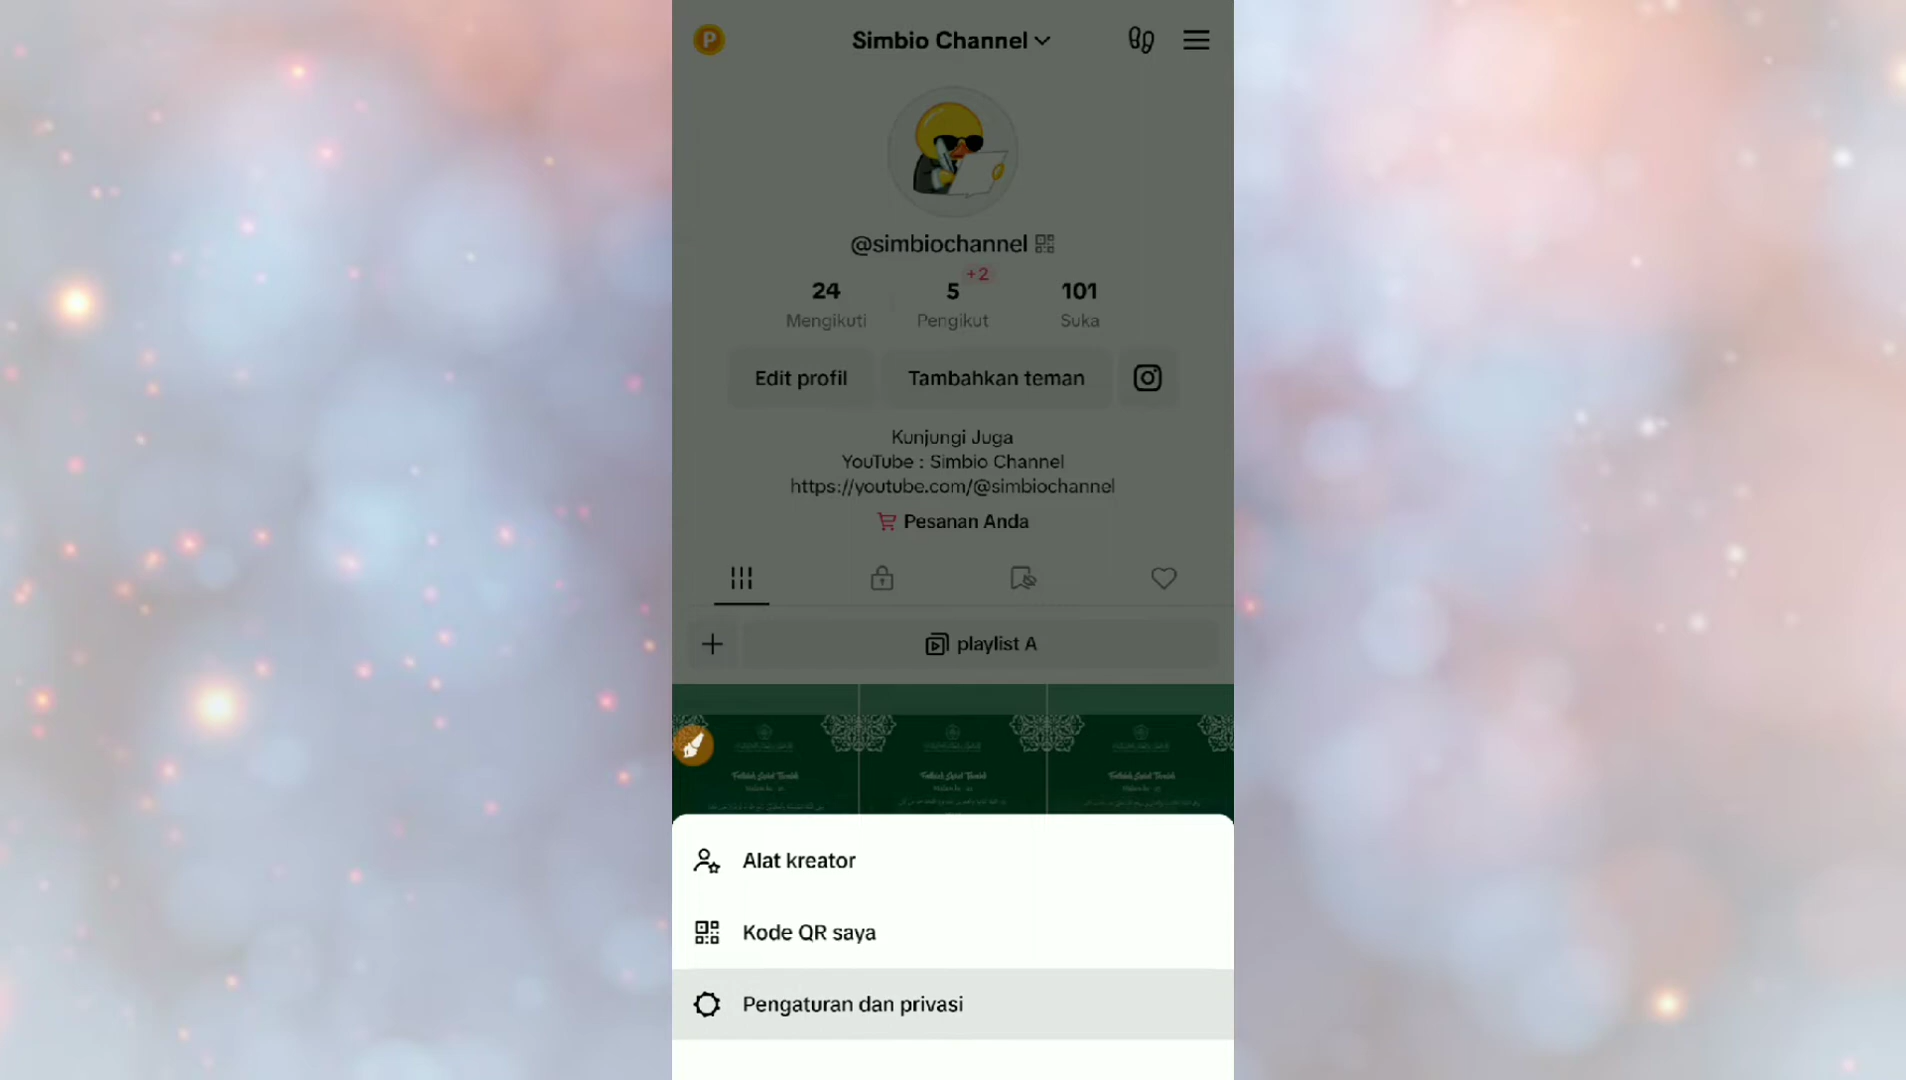 P
Simbio Channel
@simbiochannel
+2
24
5
101
Mengikuti
Pengikut
Suka
Edit profil
Tambahkan teman
Kunjungi Juga
YouTube : Simbio Channel
https://youtube.com/@simbiochannel
Pesanan Anda
playlist A
Alat kreator
Kode QR saya
Pengaturan dan privasi